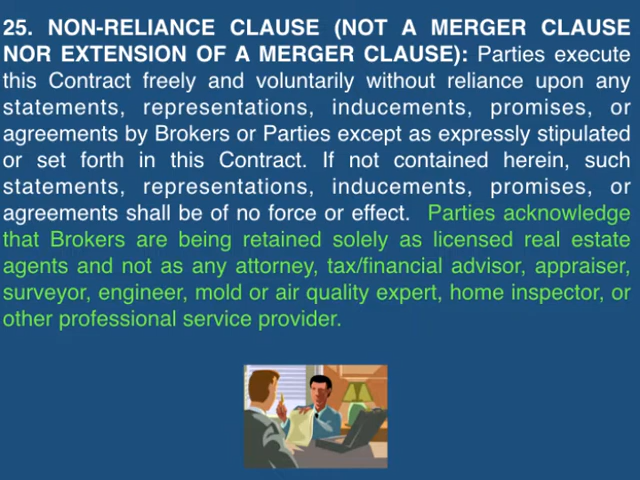 25. NON-RELIANCE CLAUSE (NOT A MERGER CLAUSE
NOR EXTENSION OF A MERGER CLAUSE): Parties execute
this Contract freely and voluntarily without reliance upon any
statements, representations, inducements, promises, or
agreements by Brokers or Parties except as expressly stipulated
or set forth in this Contract. If not contained herein, such
statements, representations, inducements, promises, or
agreements shall be of no force or effect. Parties acknowledge
that Brokers are being retained solely as licensed real estate
agents and not as any attorney, tax/financial advisor, appraiser,
surveyor, engineer, mold or air quality expert, home inspector, or
other professional service provider.